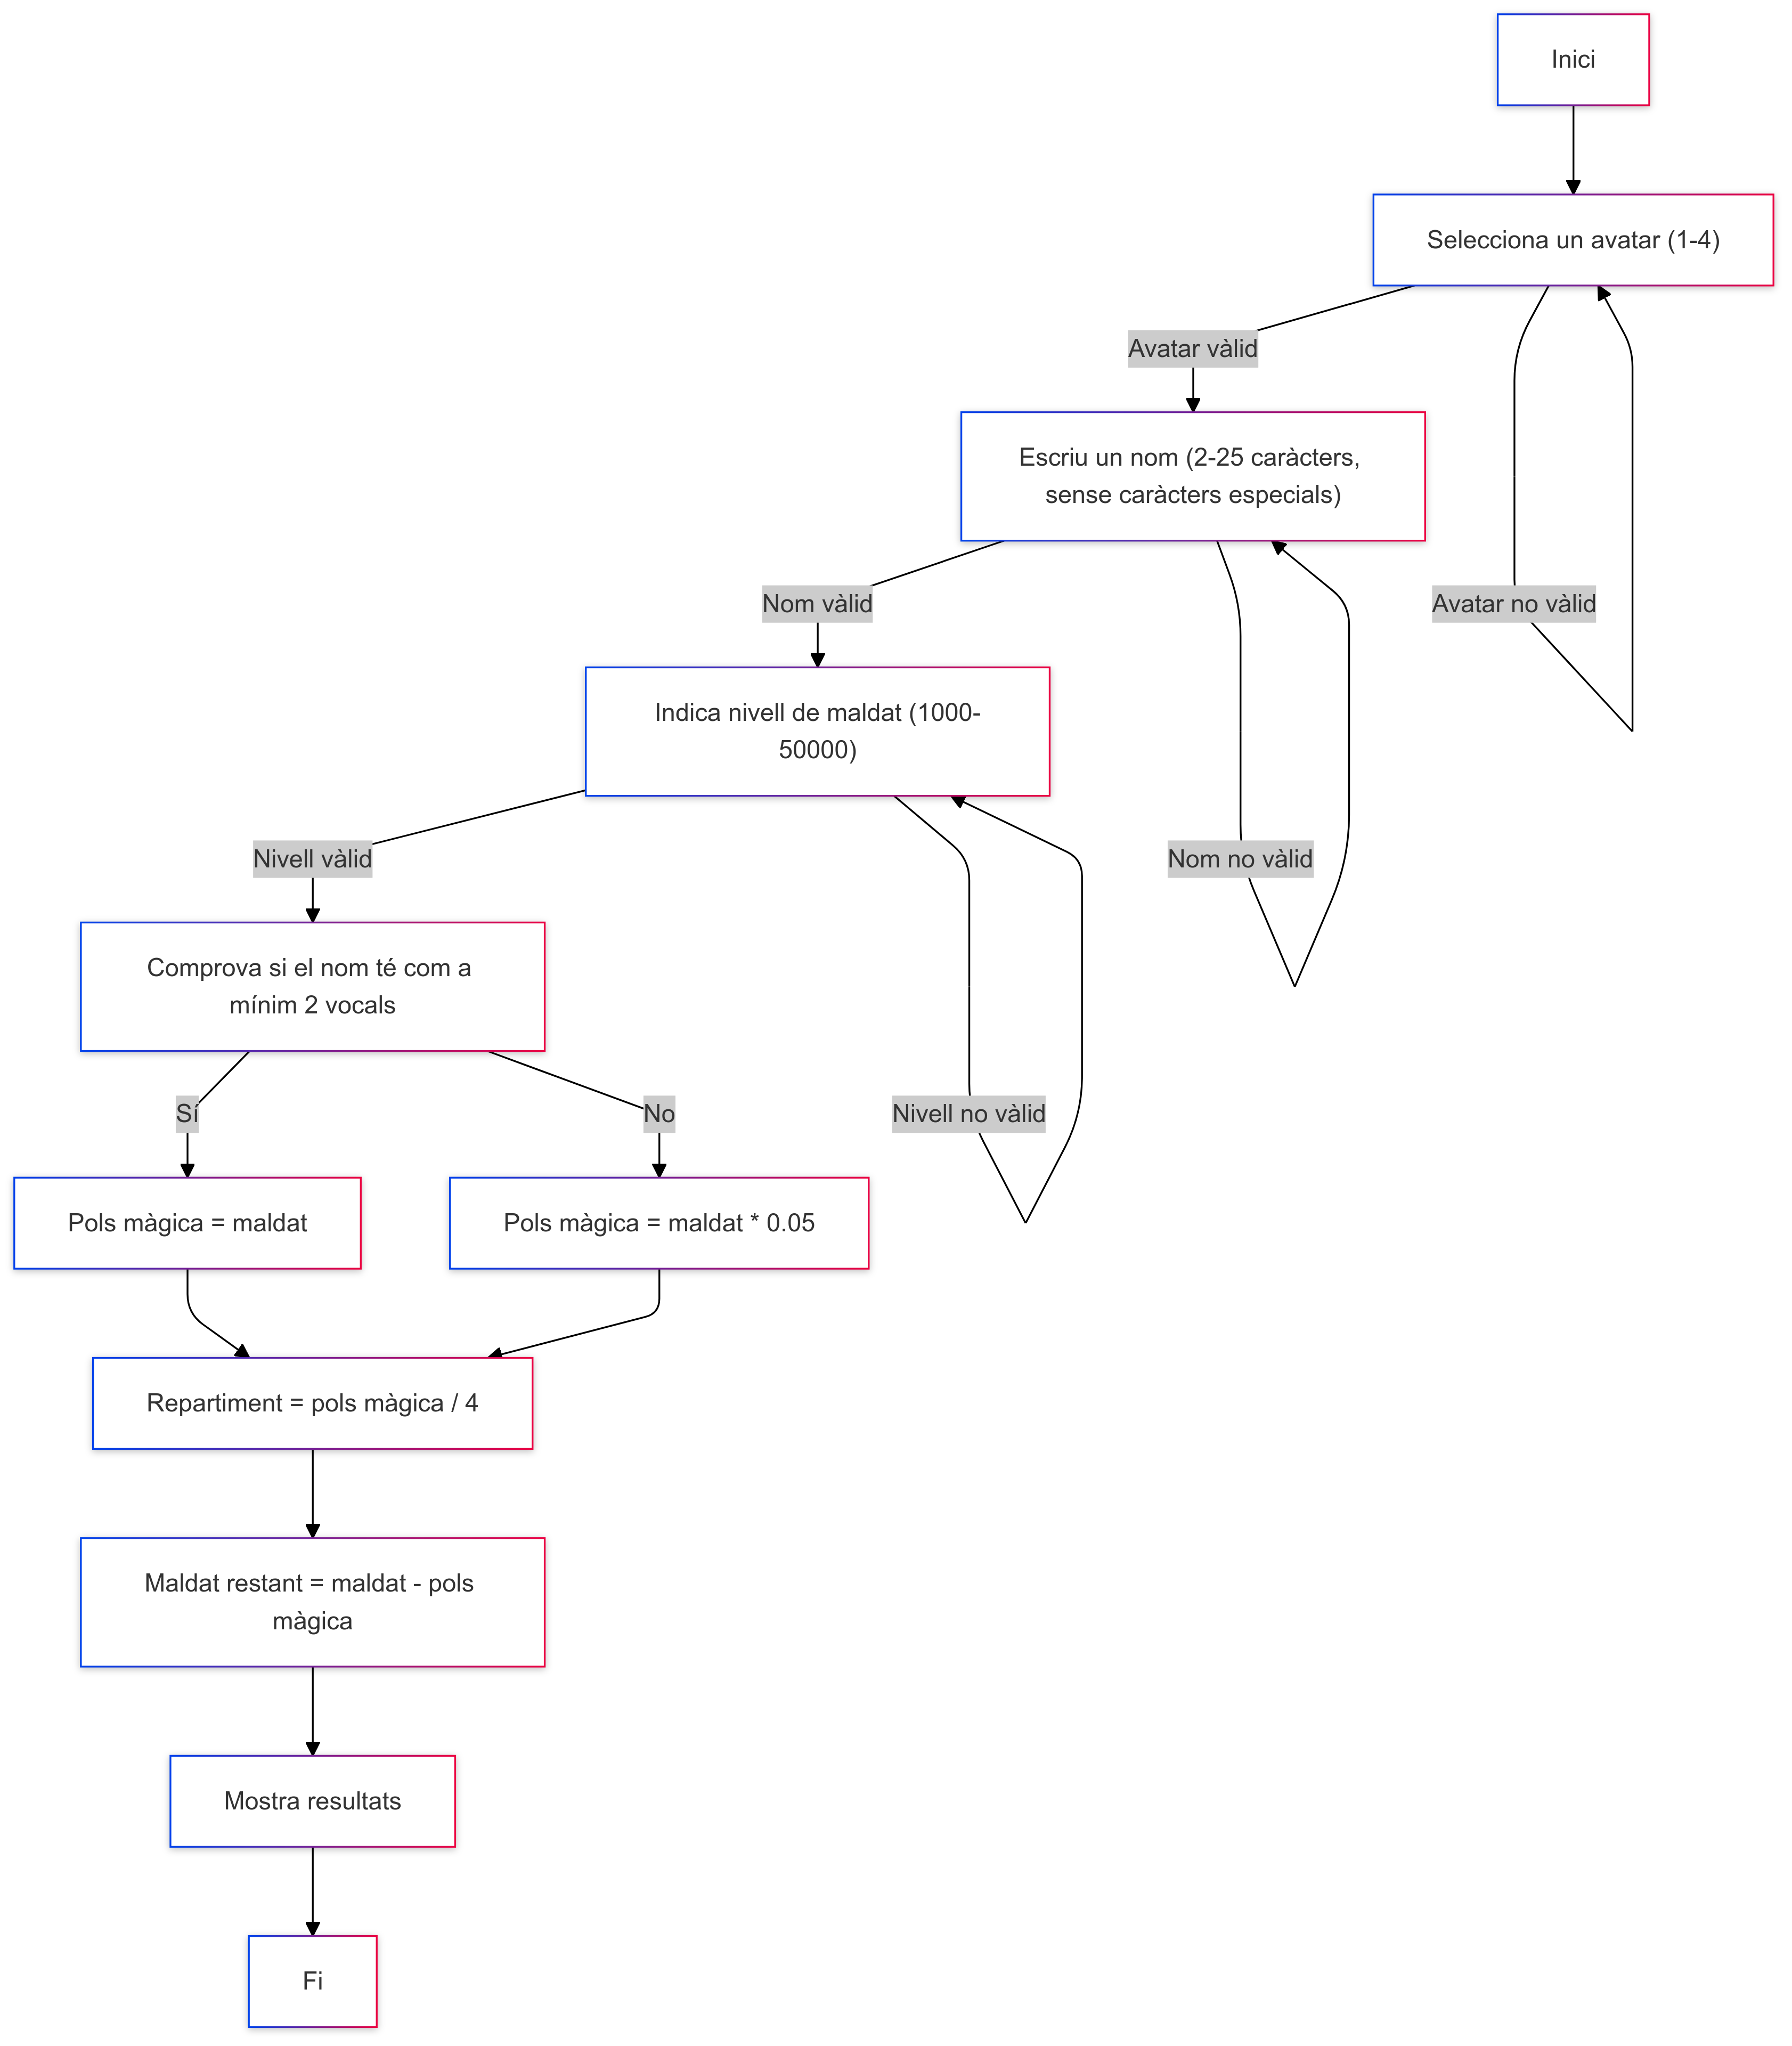 Inici
Selecciona un avatar (1-4)
Avatar vàlid
Escriu un nom (2-25 caràcters,
sense caràcters especials)
Nom vàlid
Avatar no vàlid
Indica nivell de maldat (1000-
50000)
Nivell vàlid
Nom no vàlid
Comprova si el nom té com a
mínim 2 vocals
Sí
No
Nivell no vàlid
Pols màgica = maldat
Pols màgica = maldat * 0.05
Repartiment = pols màgica / 4
Maldat restant = maldat - pols
màgica
Mostra resultats
Fi